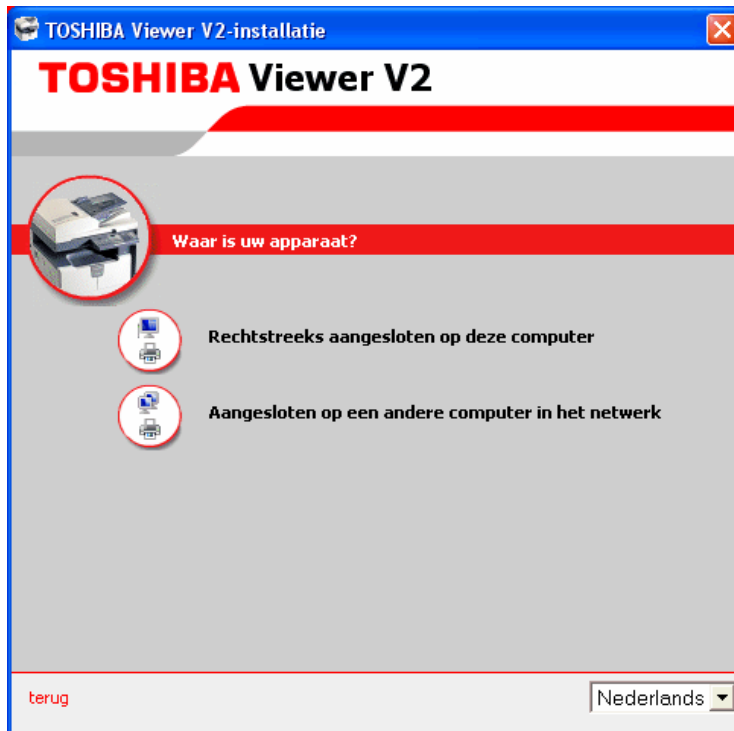 TOSHIBA Viewer V2-installatie
TOSHIBA Viewer V2
Waar is uw apparaat?
Rechtstreeks aangesloten op deze computer
Aangesloten op een andere computer in het netwerk
terug
Nederlands